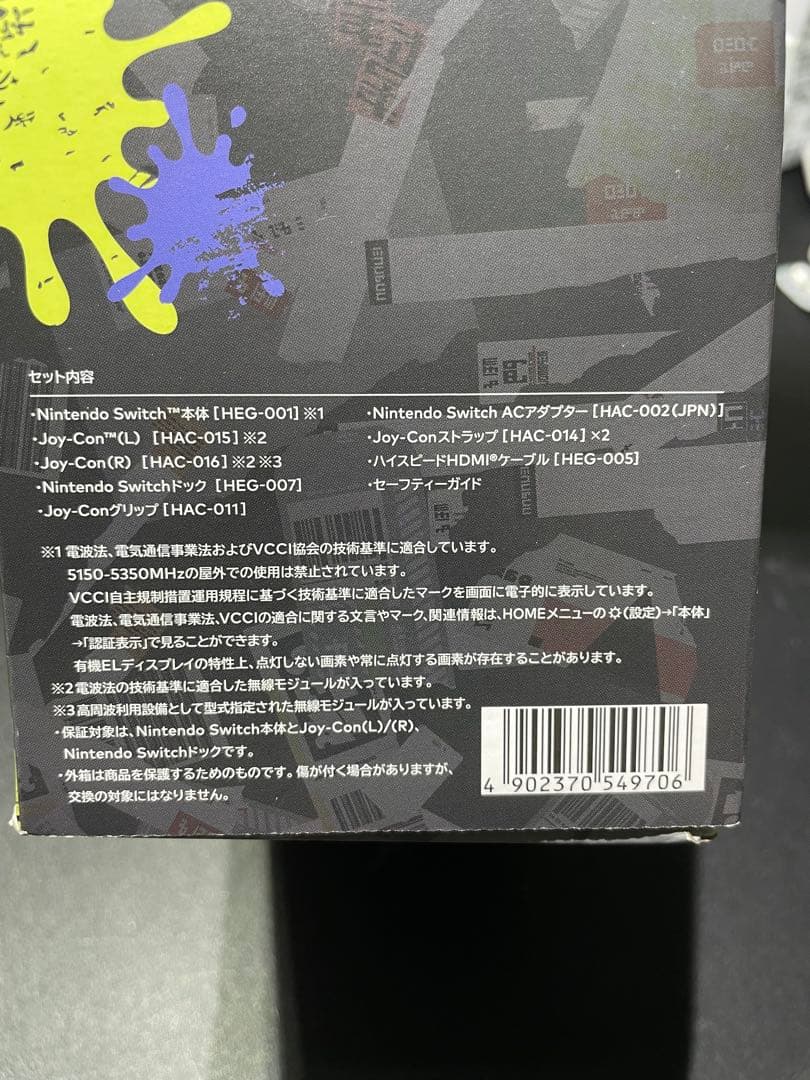 セット内容
・Nintendo Switch™本体［HEG-001］※1
・Joy-Con™(L)［HAC-015］※2
・Joy-Con(R)［HAC-016］※2※3
・Nintendo Switchドック［HEG-007］
・Joy-Conグリップ［HAC-011］
・Nintendo Switch ACアダプター［HAC-002(JPN)］
・Joy-Conストラップ［HAC-014］×2
・ハイスピードHDMI®ケーブル［HEG-005］
・セーフティーガイド
※1 電波法、電気通信事業法およびVCCI協会の技術基準に適合しています。
5150-5350MHzの屋外での使用は禁止されています。
VCCI自主規制措置運用規程に基づく技術基準に適合したマークを画面に電子的に表示しています。
電波法、電気通信事業法、VCCIの適合に関する文言やマーク、関連情報は、HOMEメニューの(設定)→「本体」
→「認証表示」で見ることができます。
有機ELディスプレイの特性上、点灯しない画素や常に点灯する画素が存在することがあります。
※2 電波法の技術基準に適合した無線モジュールが入っています。
※3 高周波利用設備として型式指定された無線モジュールが入っています。
・保証対象は、Nintendo Switch本体とJoy-Con(L)/(R)、
Nintendo Switchドックです。
・外箱は商品を保護するためのものです。傷が付く場合がありますが、
交換の対象にはなりません。
4 902370 549706